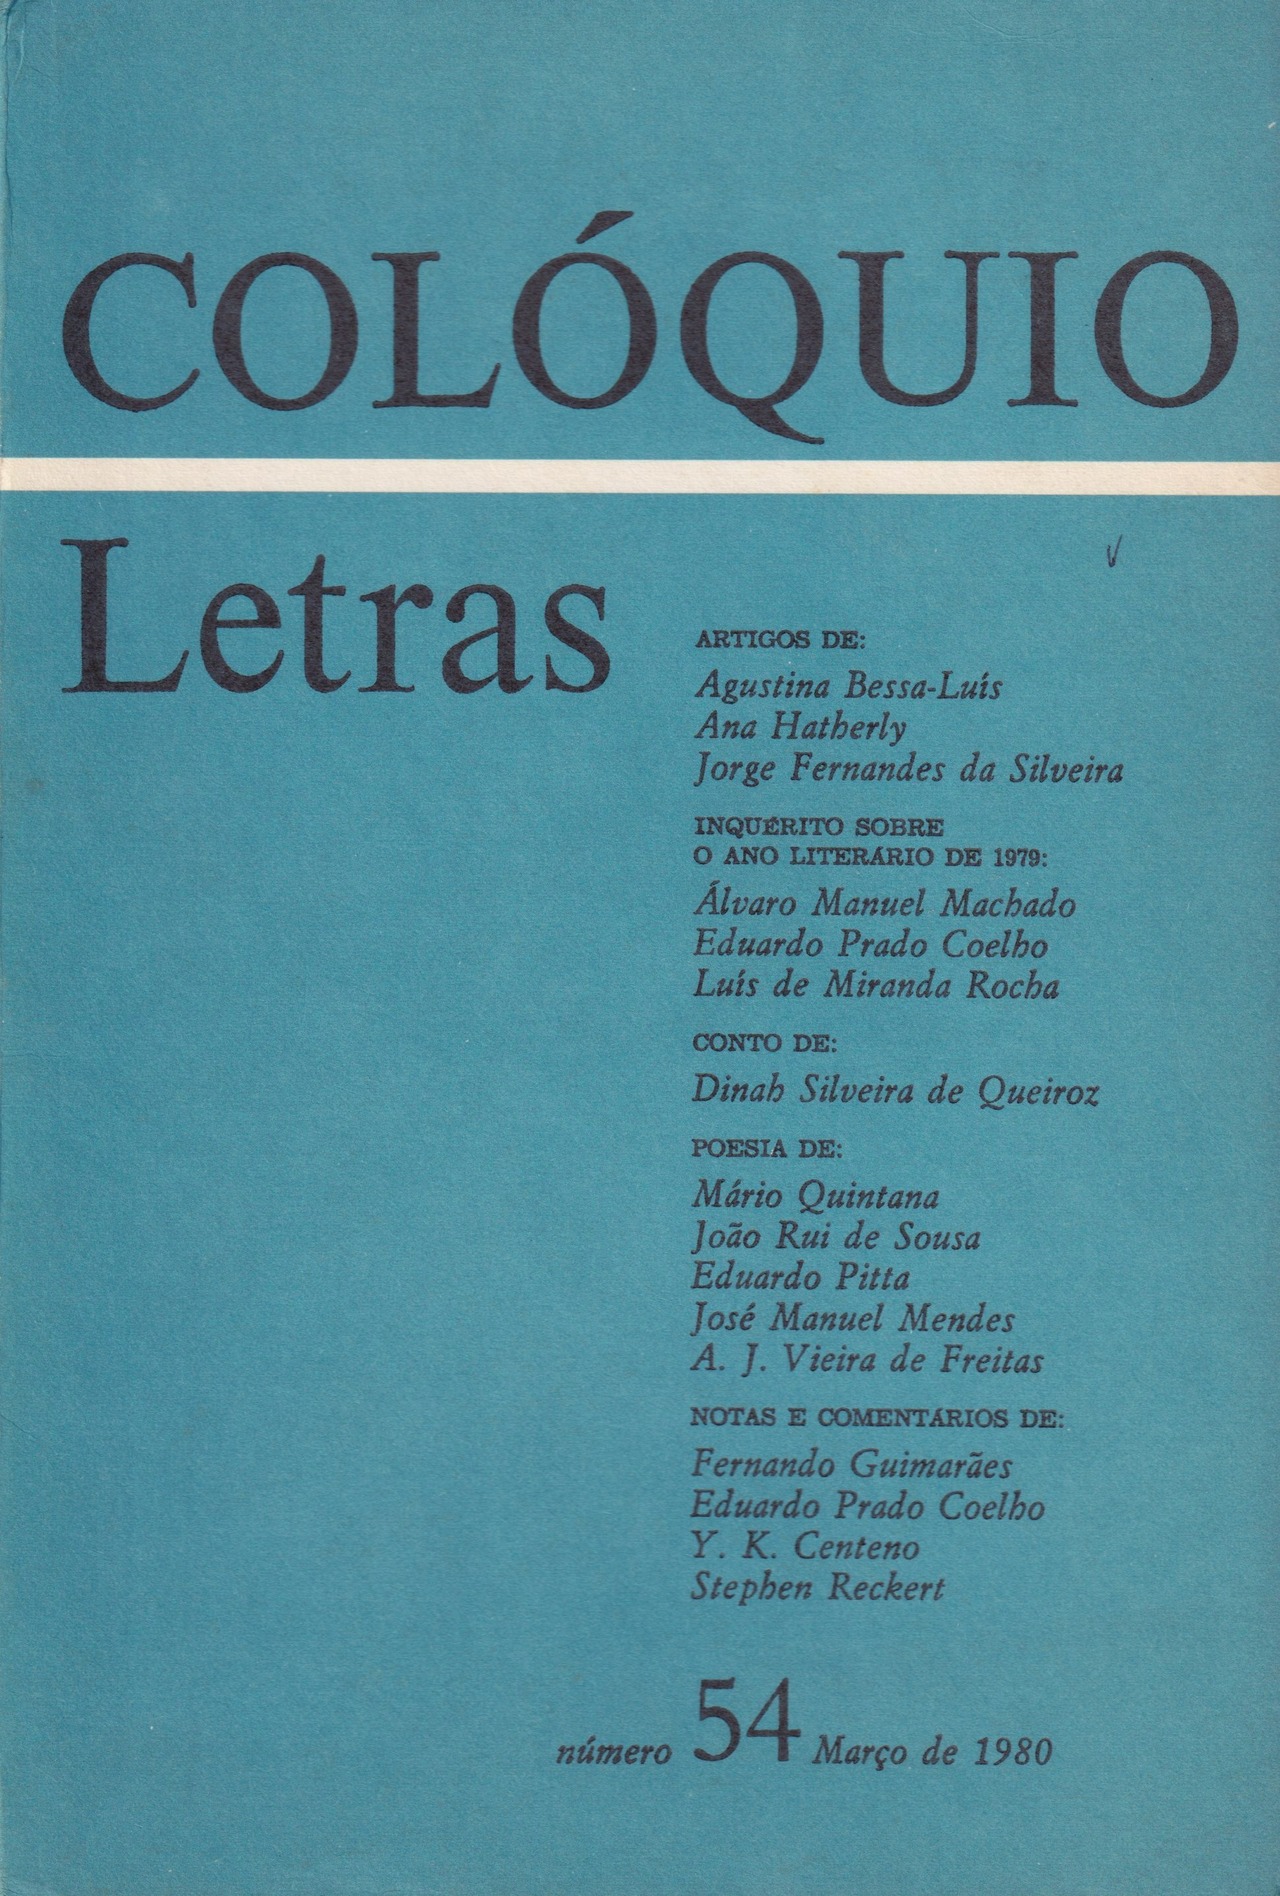 COLÓQUIO
Letras
ARTIGOS DE:
Agustina Bessa-Luís
Ana Hatherly
Jorge Fernandes da Silveira
INQUÉRITO SOBRE
O ANO LITERÁRIO DE 1979:
Álvaro Manuel Machado
Eduardo Prado Coelho
Luís de Miranda Rocha
CONTO DE:
Dinah Silveira de Queiroz
POESIA DE:
Mário Quintana
João Rui de Sousa
Eduardo Pitta
José Manuel Mendes
A. J. Vieira de Freitas
NOTAS E COMENTÁRIOS DE:
Fernando Guimarães
Eduardo Prado Coelho
Y. K. Centeno
Stephen Reckert
número 54 Março de 1980